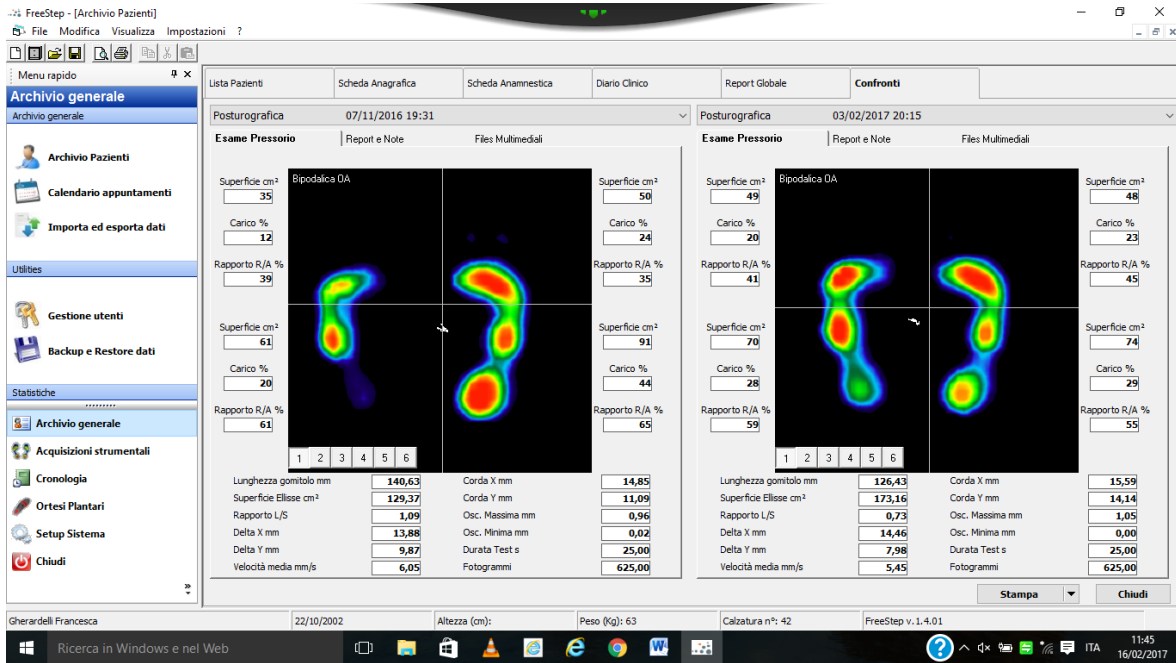 FreeStep - [Archivio Pazienti]
File Modifica Visualizza Impostazioni ?
Menu rapido
Archivio generale
Archivio generale
Archivio Pazienti
Calendario appuntamenti
Importa ed esporta dati
Utilities
Gestione utenti
Backup e Restore dati
Statistiche
Archivio generale
Acquisizioni strumentali
Cronologia
Ortesi Plantari
Setup Sistema
Chiudi
Lista Pazienti Scheda Anagrafica Scheda Anamnestica Diario Clinico Report Globale Confronti
Posturografica 07/11/2016 19:31
Esame Pressorio Report e Note Files Multimediali
Bipodalica OA
Superficie cm² 35
Carico % 12
Rapporto R/A % 39
Superficie cm² 61
Carico % 20
Rapporto R/A % 61
Superficie cm² 50
Carico % 24
Rapporto R/A % 35
Superficie cm² 91
Carico % 44
Rapporto R/A % 65
1 2 3 4 5 6
Lunghezza gomitolo mm 140,63 Corda X mm 14,85
Superficie Ellisse cm² 129,37 Corda Y mm 11,09
Rapporto L/S 1,09 Osc. Massima mm 0,96
Delta X mm 13,88 Osc. Minima mm 0,02
Delta Y mm 9,87 Durata Test s 25,00
Velocità media mm/s 6,05 Fotogrammi 625,00
Posturografica 03/02/2017 20:15
Esame Pressorio Report e Note Files Multimediali
Bipodalica OA
Superficie cm² 49
Carico % 20
Rapporto R/A % 41
Superficie cm² 70
Carico % 28
Rapporto R/A % 59
Superficie cm² 48
Carico % 23
Rapporto R/A % 45
Superficie cm² 74
Carico % 29
Rapporto R/A % 55
1 2 3 4 5 6
Lunghezza gomitolo mm 126,43 Corda X mm 15,59
Superficie Ellisse cm² 173,16 Corda Y mm 14,14
Rapporto L/S 0,73 Osc. Massima mm 1,05
Delta X mm 14,46 Osc. Minima mm 0,00
Delta Y mm 7,98 Durata Test s 25,00
Velocità media mm/s 5,45 Fotogrammi 625,00
Stampa Chiudi
Gherardelli Francesca 22/10/2002 Altezza (cm): Peso (Kg): 63 Calzatura n°: 42 FreeStep v.1.4.01
Ricerca in Windows e nel Web
ITA 11:45
16/02/2017